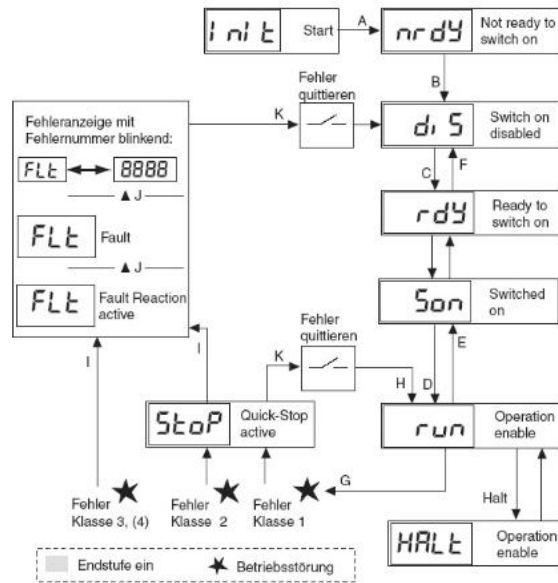 InIt
Start
A
nrdY
Not ready to
switch on
B
Fehler
quittieren
K
Fehleranzeige mit
Fehlernummer blinkend:
FLt
8888
J
FLt
Fault
J
FLt
Fault Reaction
active
diS
Switch on
disabled
C
F
rdY
Ready to
switch on
Son
Switched
on
Fehler
quittieren
K
I
I
H
D
E
StoP
Quick-Stop
active
run
Operation
enable
G
Fehler
Klasse 3, (4)
Fehler
Klasse 2
Fehler
Klasse 1
Halt
HALt
Operation
enable
Endstufe ein
Betriebsstörung